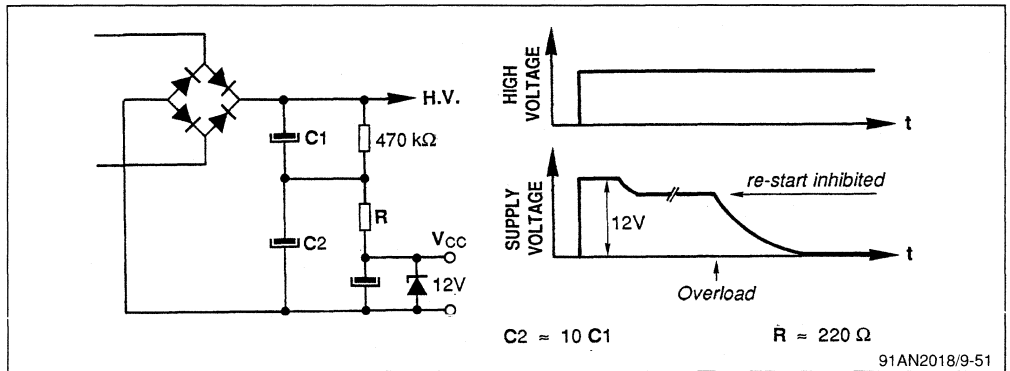 H.V.
C1
470 kΩ
R
C2
VCC
12V
HIGH
VOLTAGE
t
SUPPLY
VOLTAGE
re-start inhibited
12V
t
Overload
C2 ≈ 10 C1
R ≈ 220 Ω
91AN2018/9-51